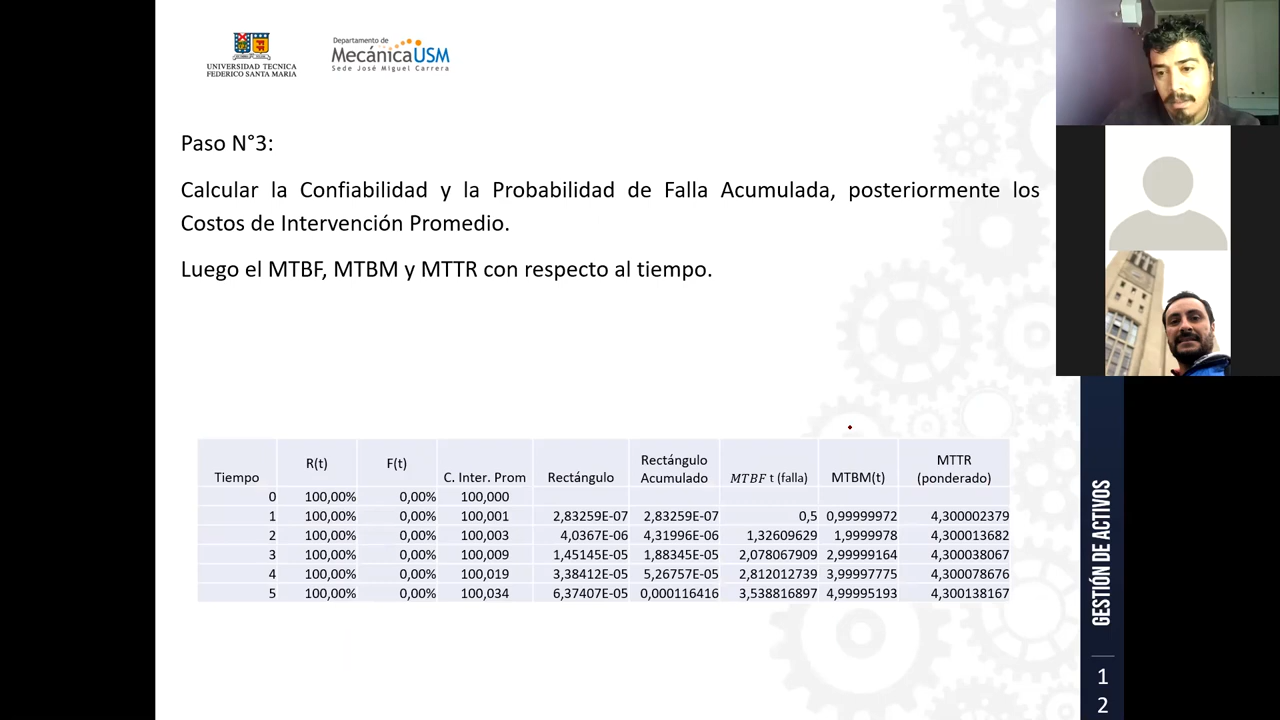 UNIVERSIDAD TECNICA
FEDERICO SANTA MARIA
Departamento de
MecánicaUSM
Sede José Miguel Carrera
Paso N°3:
Calcular la Confiabilidad y la Probabilidad de Falla Acumulada, posteriormente los
Costos de Intervención Promedio.
Luego el MTBF, MTBM y MTTR con respecto al tiempo.
Tiempo R(t) F(t) C. Inter. Prom Rectángulo Rectángulo Acumulado MTBF t (falla) MTBM(t) MTTR (ponderado)
0 100,00% 0,00% 100,000
1 100,00% 0,00% 100,001 2,83259E-07 2,83259E-07 0,5 0,99999972 4,300002379
2 100,00% 0,00% 100,003 4,0367E-06 4,31996E-06 1,32609629 1,9999978 4,300013682
3 100,00% 0,00% 100,009 1,45145E-05 1,88345E-05 2,078067909 2,99999164 4,300038067
4 100,00% 0,00% 100,019 3,38412E-05 5,26757E-05 2,812012739 3,99997775 4,300078676
5 100,00% 0,00% 100,034 6,37407E-05 0,000116416 3,538816897 4,99995193 4,300138167
GESTIÓN DE ACTIVOS
1
2